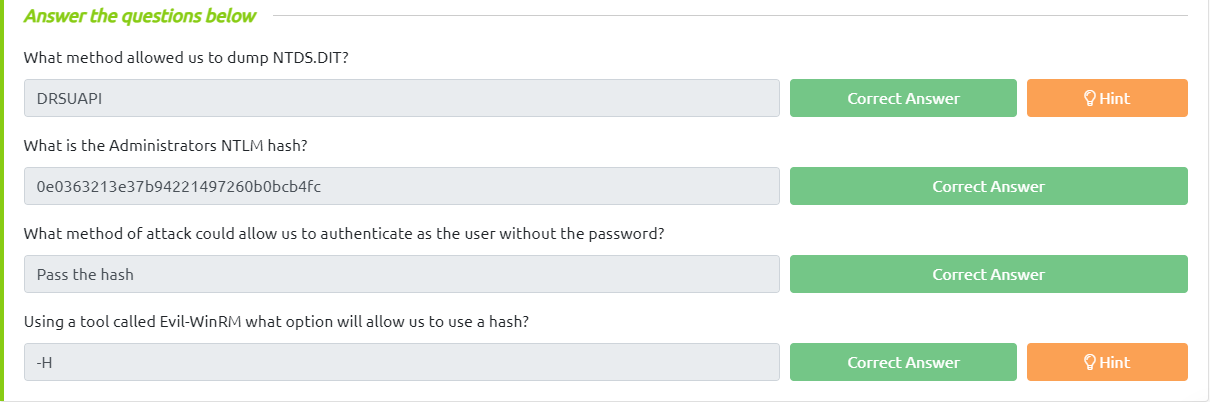 Answer the questions below
What method allowed us to dump NTDS.DIT?
DRSUAPI
Correct Answer
Hint
What is the Administrators NTLM hash?
0e0363213e37b94221497260b0bcb4fc
Correct Answer
What method of attack could allow us to authenticate as the user without the password?
Pass the hash
Correct Answer
Using a tool called Evil-WinRM what option will allow us to use a hash?
-H
Correct Answer
Hint